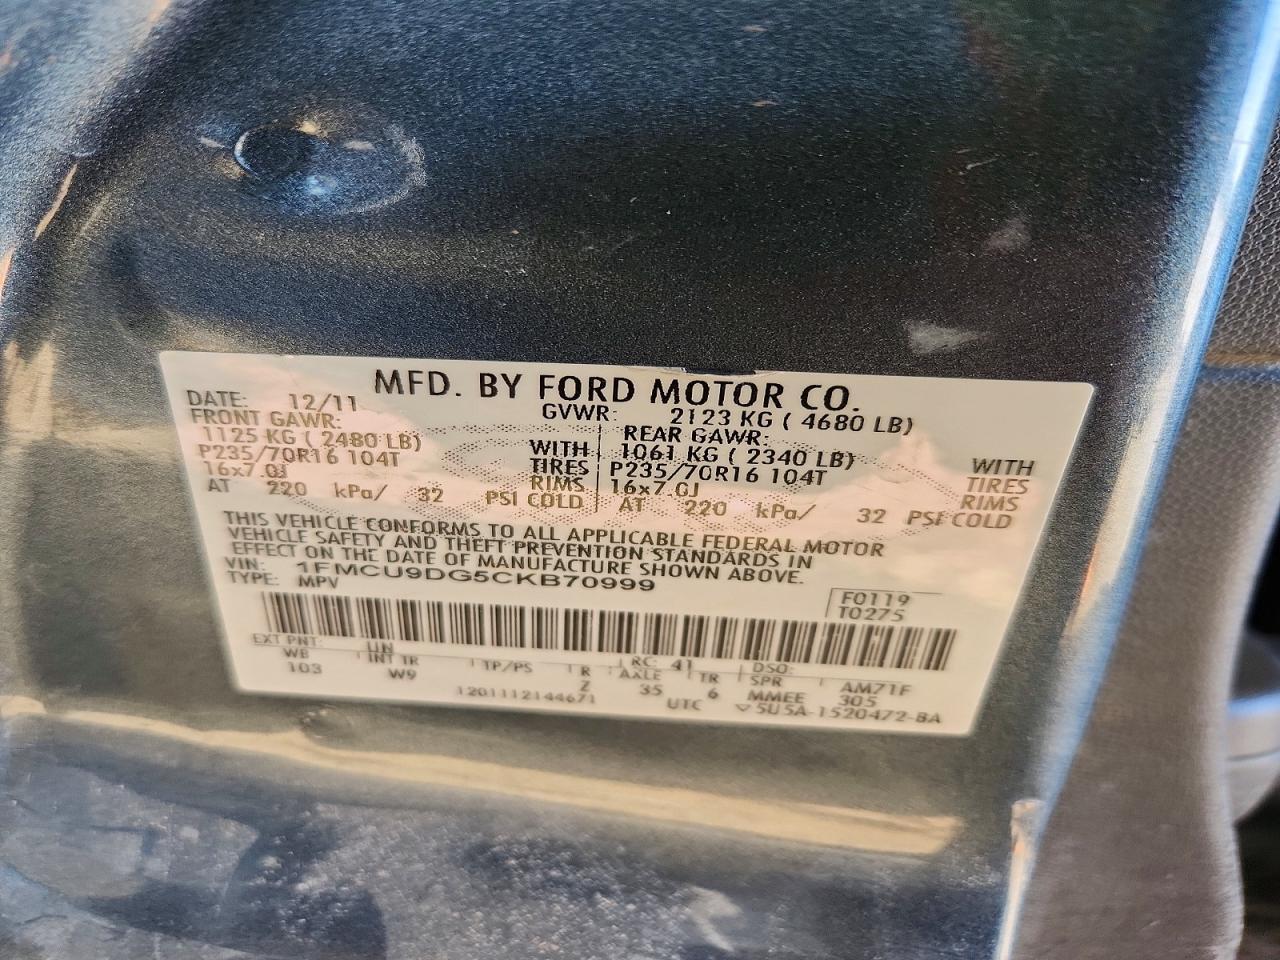 MFD. BY FORD MOTOR CO.
DATE: 12/11 GVWR: 2123 KG ( 4680 LB)
FRONT GAWR: REAR GAWR:
1125 KG ( 2480 LB) WITH 1061 KG ( 2340 LB) WITH
P235/70R16 104T TIRES P235/70R16 104T TIRES
16x7.0J RIMS 16x7.0J RIMS
AT 220 kPa/ 32 PSI COLD AT 220 kPa/ 32 PSI COLD
THIS VEHICLE CONFORMS TO ALL APPLICABLE FEDERAL MOTOR
VEHICLE SAFETY AND THEFT PREVENTION STANDARDS IN
EFFECT ON THE DATE OF MANUFACTURE SHOWN ABOVE.
VIN: 1FMCU9DG5CKB70999
TYPE: MPV
F0119
T0275
EXT PNT: UN RC: 41 DSO:
WB INT TR TP/PS R AXLE TR SPR AM71F
103 W9 Z 35 6 MMEE 305
1201112144671 UTC ▽ 5U5A-1520472-BA